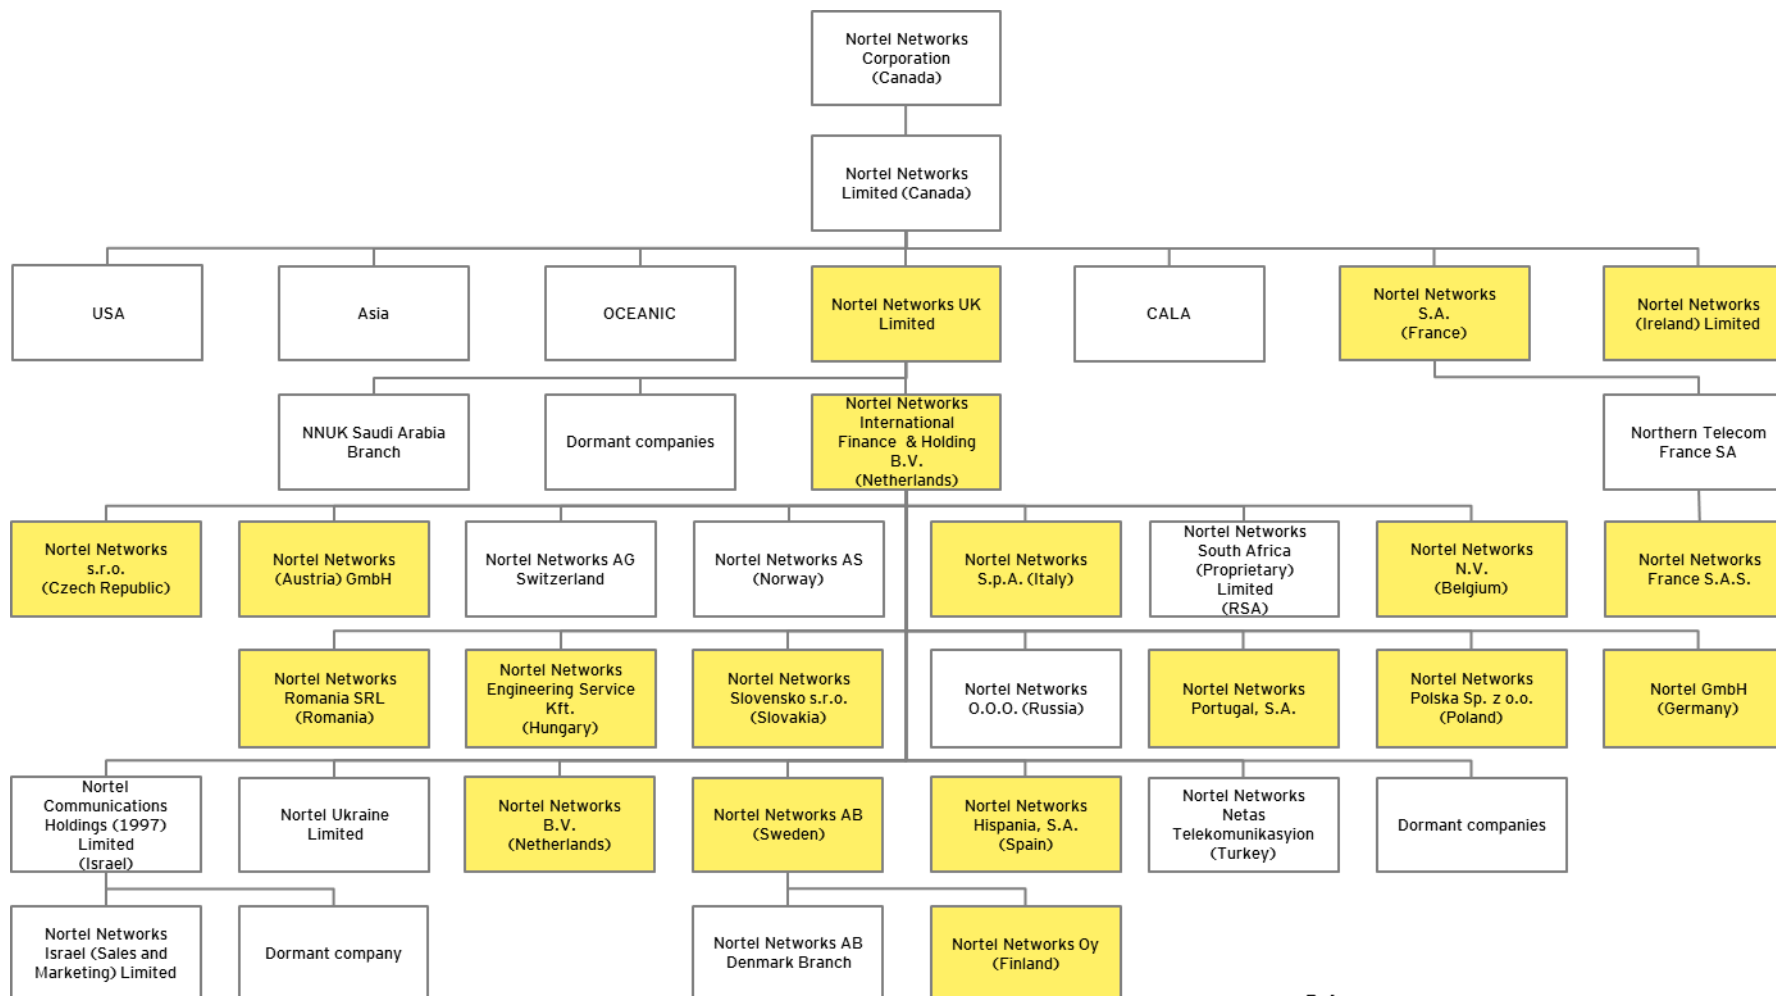 Nortel Networks
Corporation
(Canada)
Nortel Networks
Limited (Canada)
USA
Asia
OCEANIC
Nortel Networks UK
Limited
CALA
Nortel Networks
S.A.
(France)
Nortel Networks
(Ireland) Limited
NNUK Saudi Arabia
Branch
Dormant companies
Nortel Networks
International
Finance & Holding
B.V.
(Netherlands)
Northern Telecom
France SA
Nortel Networks
s.r.o.
(Czech Republic)
Nortel Networks
(Austria) GmbH
Nortel Networks AG
Switzerland
Nortel Networks AS
(Norway)
Nortel Networks
S.p.A. (Italy)
Nortel Networks
South Africa
(Proprietary)
Limited
(RSA)
Nortel Networks
N.V.
(Belgium)
Nortel Networks
France S.A.S.
Nortel Networks
Romania SRL
(Romania)
Nortel Networks
Engineering Service
Kft.
(Hungary)
Nortel Networks
Slovensko s.r.o.
(Slovakia)
Nortel Networks
O.O.O. (Russia)
Nortel Networks
Portugal, S.A.
Nortel Networks
Polska Sp. z o.o.
(Poland)
Nortel GmbH
(Germany)
Nortel
Communications
Holdings (1997)
Limited
(Israel)
Nortel Ukraine
Limited
Nortel Networks
B.V.
(Netherlands)
Nortel Networks AB
(Sweden)
Nortel Networks
Hispania, S.A.
(Spain)
Nortel Networks
Netas
Telekomunikasyion
(Turkey)
Dormant companies
Nortel Networks
Israel (Sales and
Marketing) Limited
Dormant company
Nortel Networks AB
Denmark Branch
Nortel Networks Oy
(Finland)